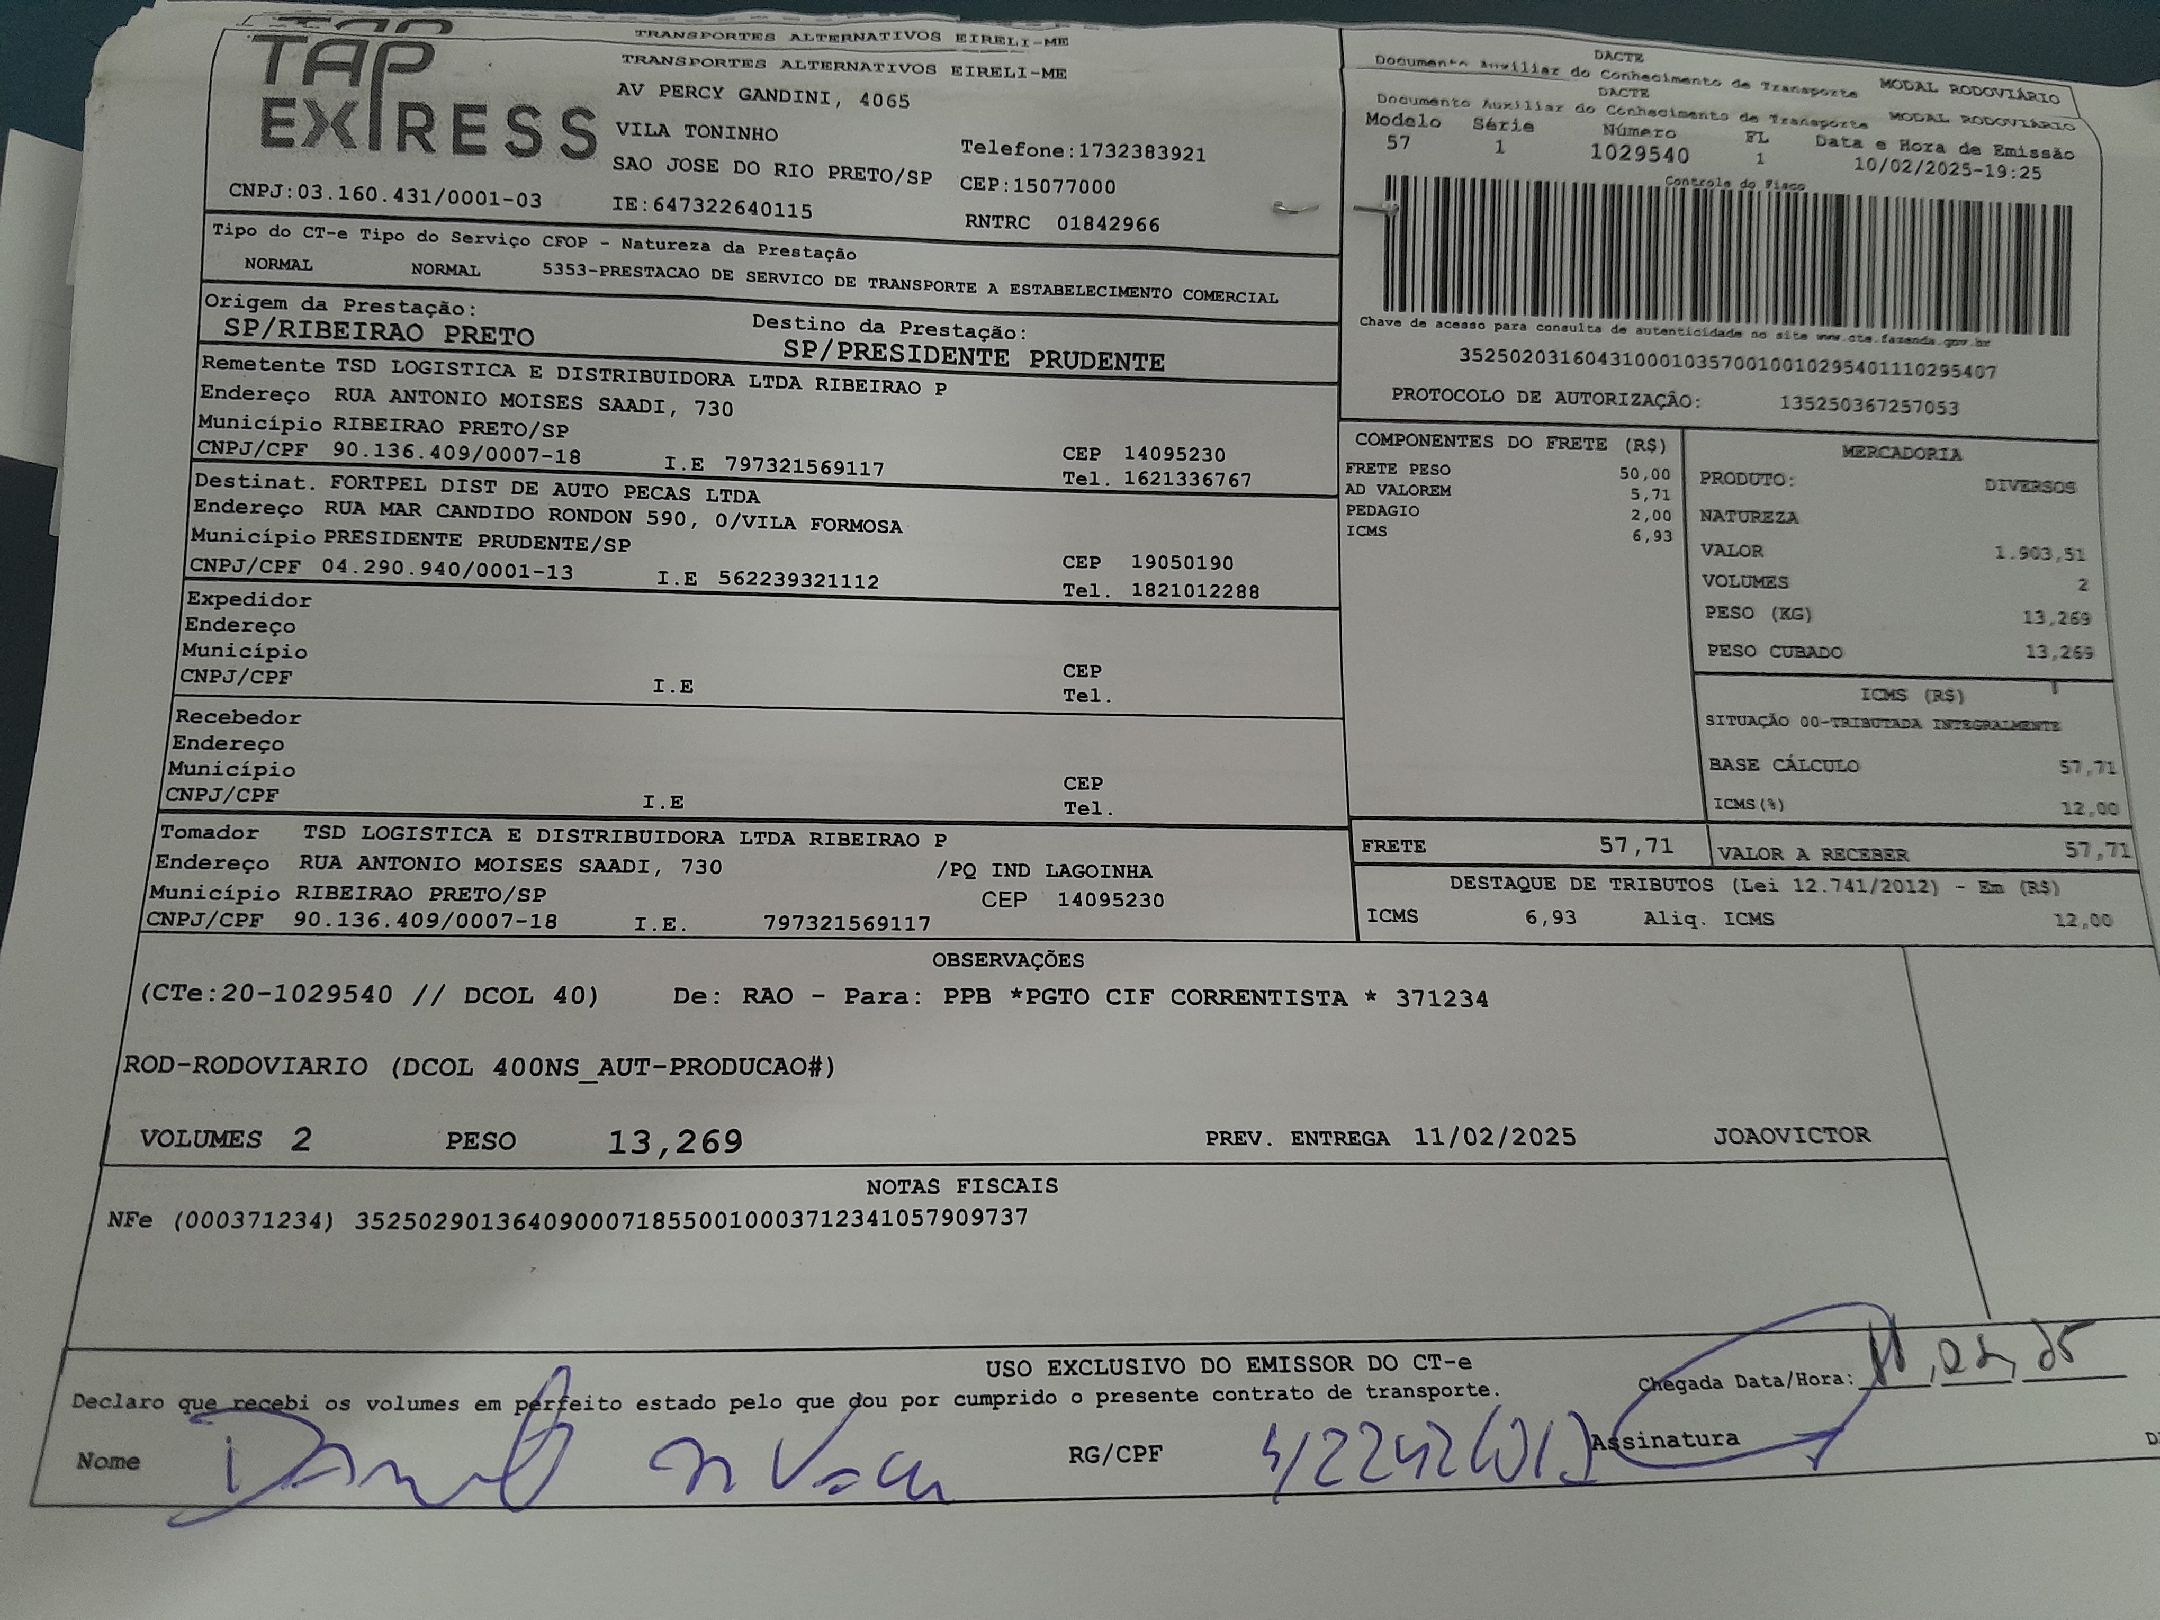 TAP
EXPRESS
TRANSPORTES ALTERNATIVOS EIRELI-ME
TRANSPORTES ALTERNATIVOS EIRELI-ME
AV PERCY GANDINI, 4065
VILA TONINHO
Telefone:1732383921
SAO JOSE DO RIO PRETO/SP CEP:15077000
CNPJ:03.160.431/0001-03 IE:647322640115 RNTRC 01842966
DACTE
Documento Auxiliar do Conhecimento de Transporte MODAL RODOVIÁRIO
DACTE
Documento Auxiliar do Conhecimento de Transporte MODAL RODOVIÁRIO
Modelo Série Número FL Data e Hora de Emissão
57 1 1029540 1 10/02/2025-19:25
Controle do Fisco
Chave de acesso para consulta de autenticidade no site www.cte.fazenda.gov.br
35250203160431000103570010010295401110295407
PROTOCOLO DE AUTORIZAÇÃO: 135250367257053
Tipo do CT-e Tipo do Serviço CFOP - Natureza da Prestação
NORMAL NORMAL 5353-PRESTACAO DE SERVICO DE TRANSPORTE A ESTABELECIMENTO COMERCIAL
Origem da Prestação: Destino da Prestação:
SP/RIBEIRAO PRETO SP/PRESIDENTE PRUDENTE
Remetente TSD LOGISTICA E DISTRIBUIDORA LTDA RIBEIRAO P
Endereço RUA ANTONIO MOISES SAADI, 730
Município RIBEIRAO PRETO/SP CEP 14095230
CNPJ/CPF 90.136.409/0007-18 I.E 797321569117 Tel. 1621336767
Destinat. FORTPEL DIST DE AUTO PECAS LTDA
Endereço RUA MAR CANDIDO RONDON 590, 0/VILA FORMOSA
Município PRESIDENTE PRUDENTE/SP CEP 19050190
CNPJ/CPF 04.290.940/0001-13 I.E 562239321112 Tel. 1821012288
Expedidor
Endereço
Município CEP
CNPJ/CPF I.E Tel.
Recebedor
Endereço
Município CEP
CNPJ/CPF I.E Tel.
Tomador TSD LOGISTICA E DISTRIBUIDORA LTDA RIBEIRAO P
Endereço RUA ANTONIO MOISES SAADI, 730 /PQ IND LAGOINHA
Município RIBEIRAO PRETO/SP CEP 14095230
CNPJ/CPF 90.136.409/0007-18 I.E. 797321569117
COMPONENTES DO FRETE (R$)
FRETE PESO 50,00
AD VALOREM 5,71
PEDAGIO 2,00
ICMS 6,93
MERCADORIA
PRODUTO: DIVERSOS
NATUREZA
VALOR 1.903,51
VOLUMES 2
PESO (KG) 13,269
PESO CUBADO 13,269
ICMS (R$)
SITUAÇÃO 00-TRIBUTADA INTEGRALMENTE
BASE CÁLCULO 57,71
ICMS(%) 12,00
FRETE 57,71 VALOR A RECEBER 57,71
DESTAQUE DE TRIBUTOS (Lei 12.741/2012) - Em (R$)
ICMS 6,93 Aliq. ICMS 12,00
OBSERVAÇÕES
(CTe:20-1029540 // DCOL 40) De: RAO - Para: PPB *PGTO CIF CORRENTISTA * 371234
ROD-RODOVIARIO (DCOL 400NS_AUT-PRODUCAO#)
VOLUMES 2 PESO 13,269 PREV. ENTREGA 11/02/2025 JOAOVICTOR
NOTAS FISCAIS
NFe (000371234) 35250290136409000718550010003712341057909737
USO EXCLUSIVO DO EMISSOR DO CT-e
Declaro que recebi os volumes em perfeito estado pelo que dou por cumprido o presente contrato de transporte.
Chegada Data/Hora:
Nome RG/CPF Assinatura